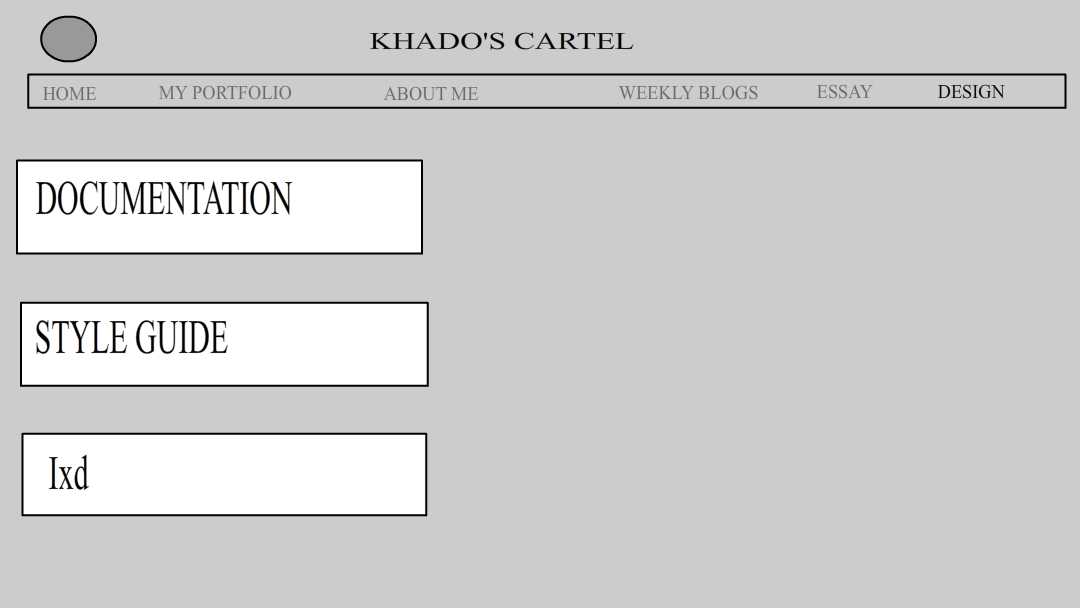 KHADO'S CARTEL
HOME MY PORTFOLIO ABOUT ME WEEKLY BLOGS ESSAY DESIGN
DOCUMENTATION
STYLE GUIDE
Ixd